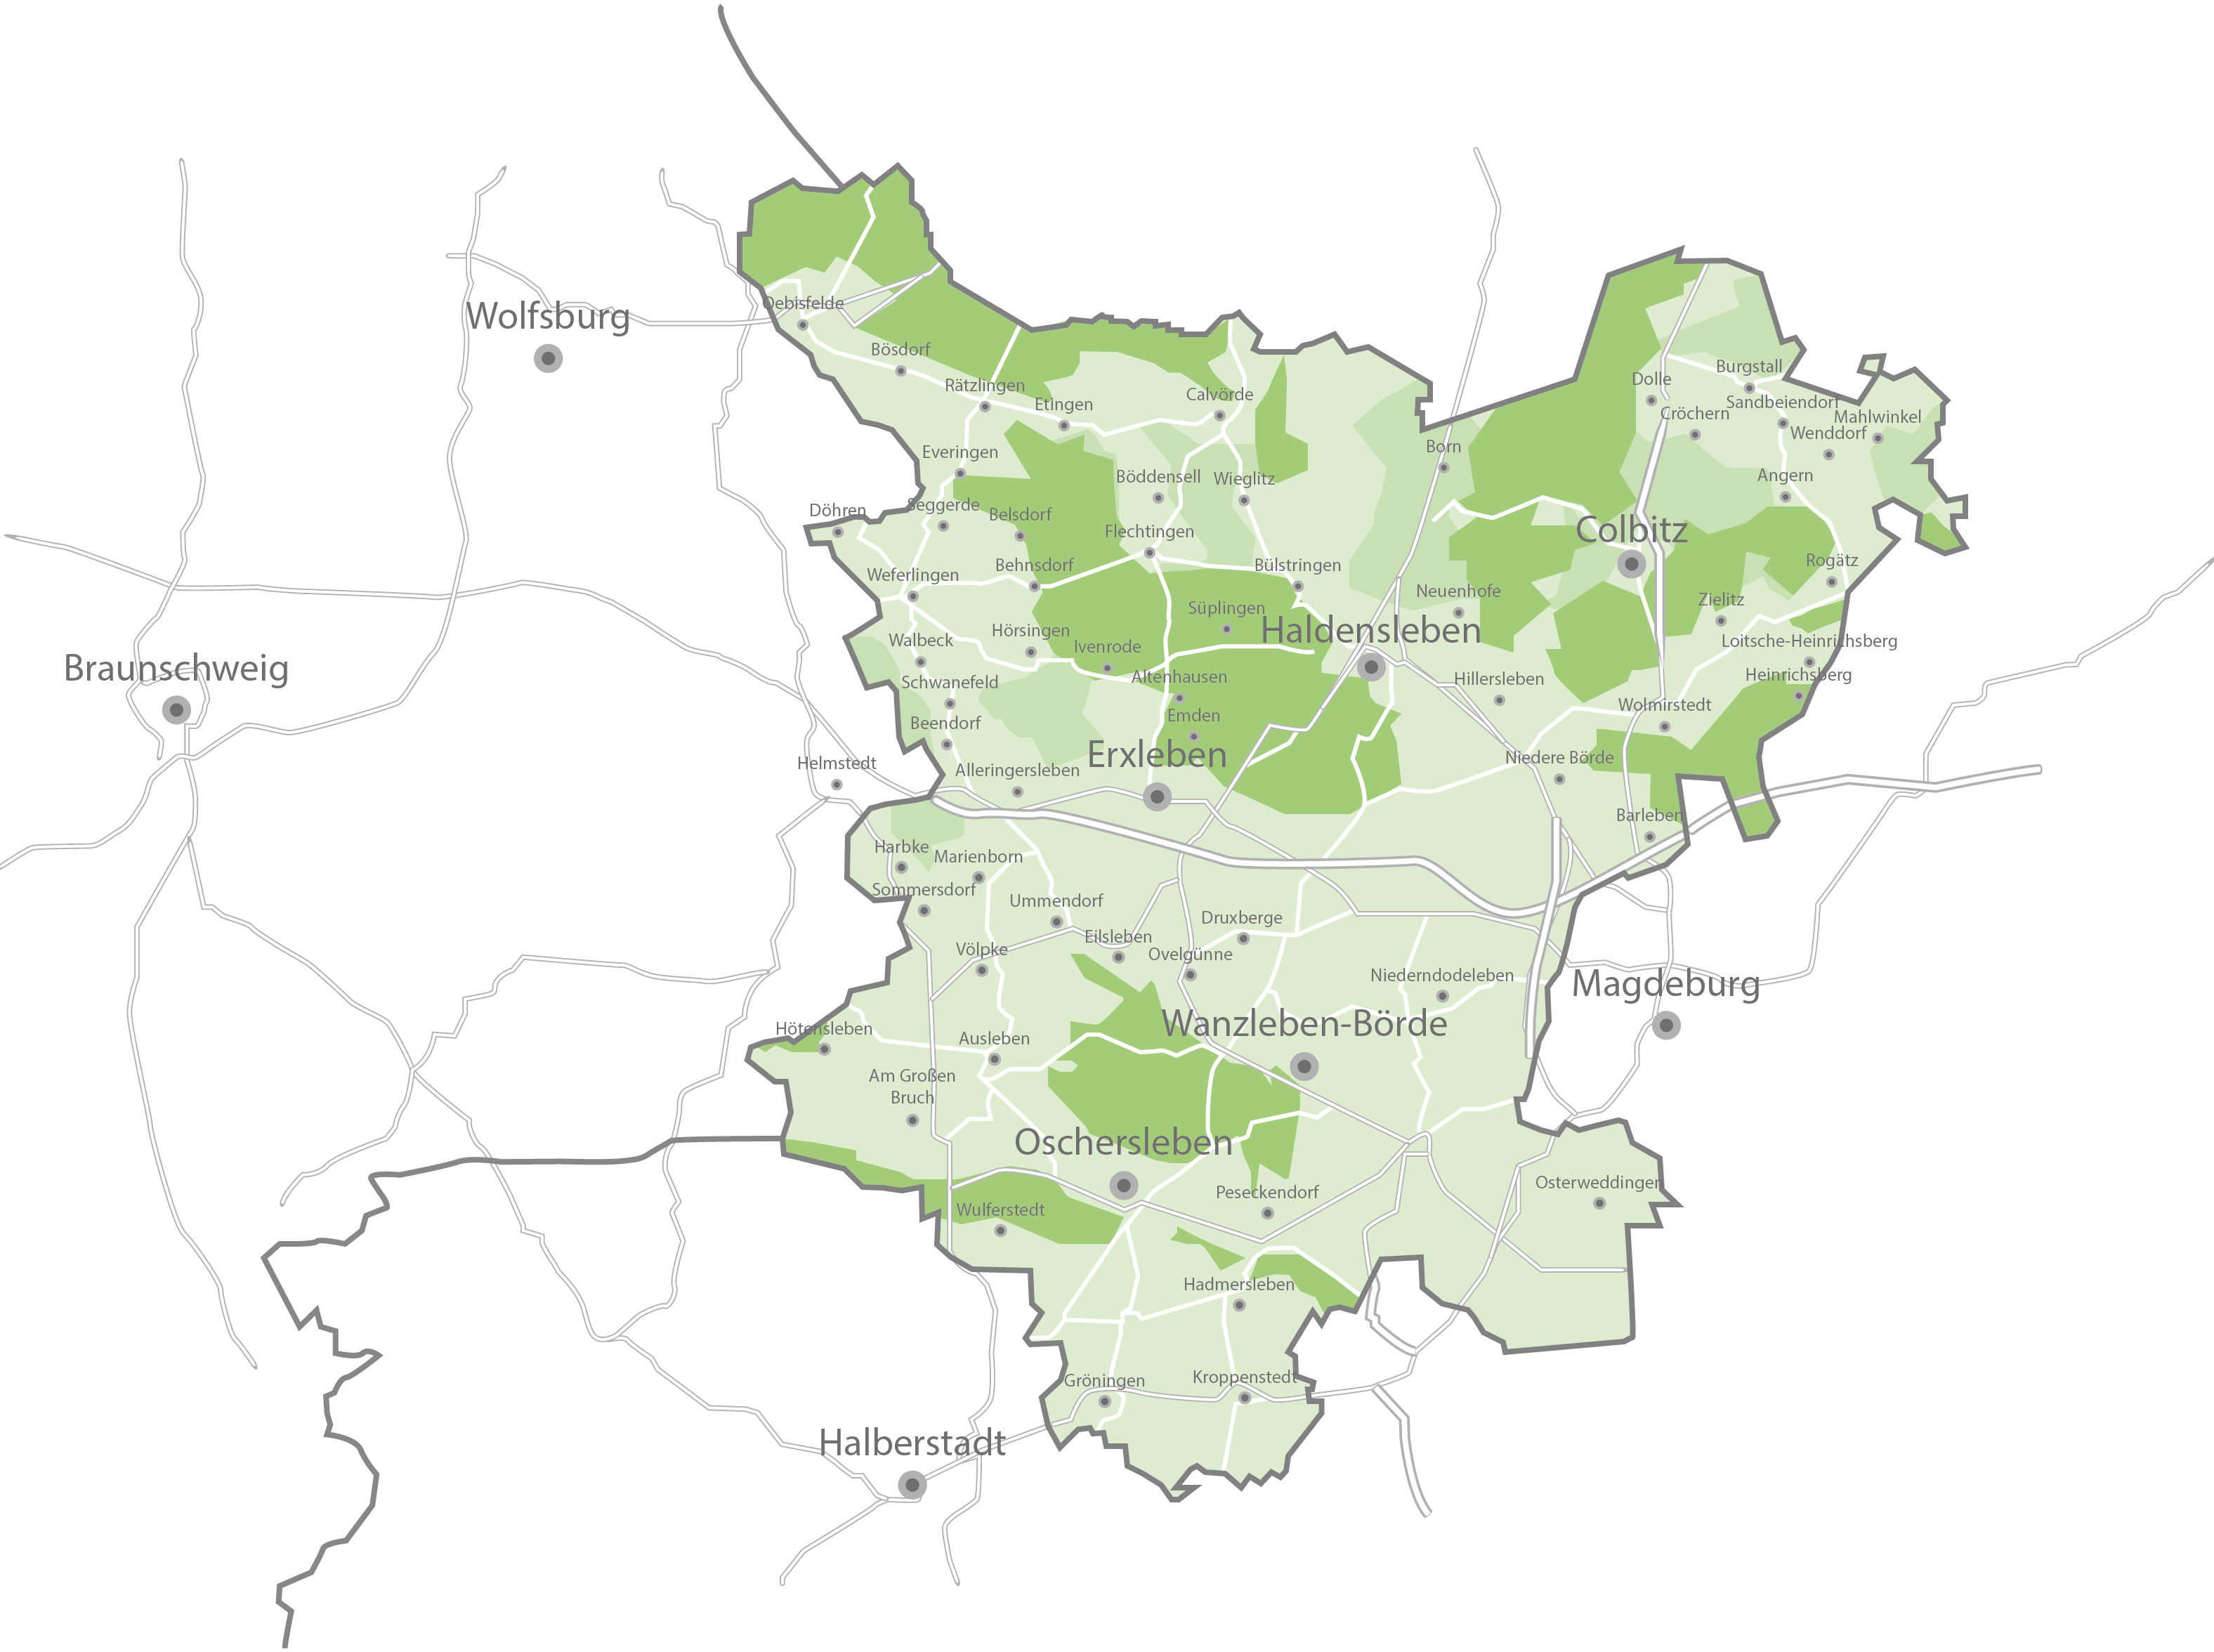 Oebisfelde
Wolfsburg
Bösdorf
Burgstall
Dolle
Rätzlingen
Calvörde
Sandbeiendorf
Etingen
Cröchern
Mahlwinkel
Wenddorf
Born
Everingen
Böddensell
Wieglitz
Angern
Seggerde
Döhren
Belsdorf
Colbitz
Flechtingen
Rogätz
Behnsdorf
Bülstringen
Weferlingen
Neuenhofe
Zielitz
Süplingen
Haldensleben
Hörsingen
Walbeck
Loitsche-Heinrichsberg
Ivenrode
Braunschweig
Heinrichsberg
Altenhausen
Hillersleben
Schwanefeld
Wolmirstedt
Emden
Beendorf
Erxleben
Niedere Börde
Helmstedt
Alleringersleben
Barleben
Harbke
Marienborn
Sommersdorf
Ummendorf
Druxberge
Eilsleben
Völpke
Ovelgünne
Niederndodeleben
Magdeburg
Wanzleben-Börde
Hötensleben
Ausleben
Am Großen
Bruch
Oschersleben
Osterweddingen
Peseckendorf
Wulferstedt
Hadmersleben
Kroppenstedt
Gröningen
Halberstadt